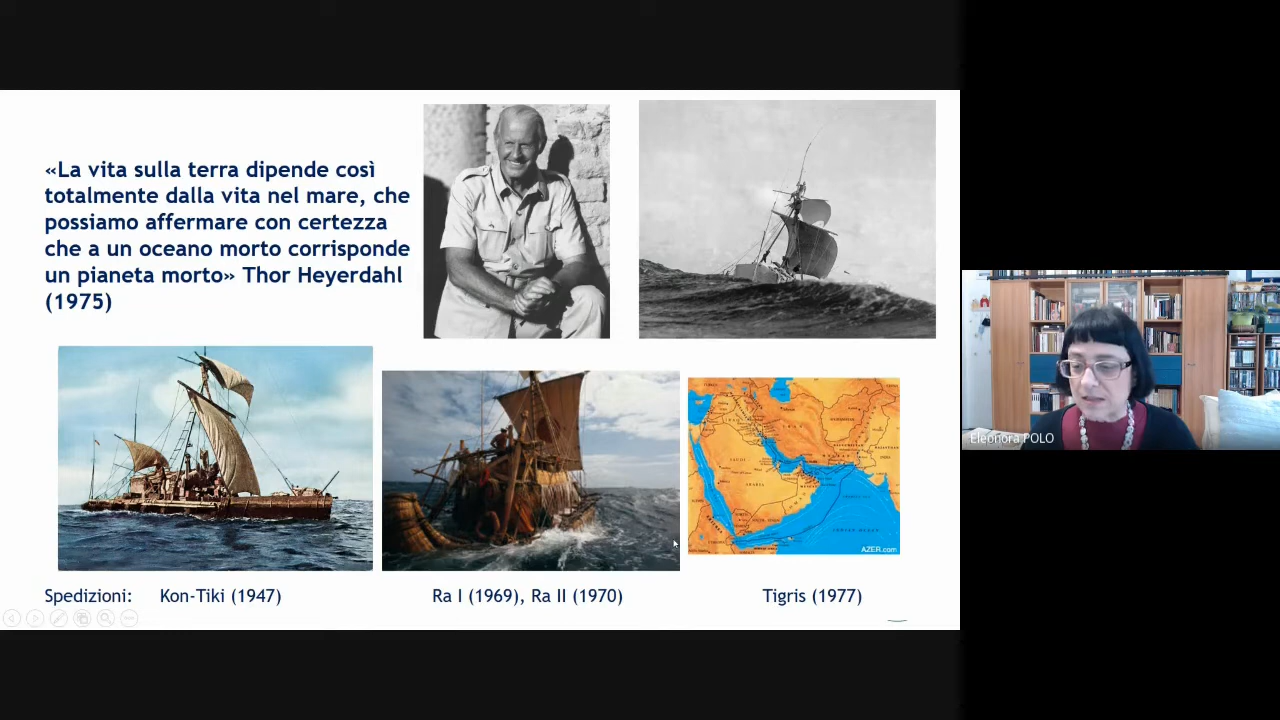 «La vita sulla terra dipende così
totalmente dalla vita nel mare, che
possiamo affermare con certezza
che a un oceano morto corrisponde
un pianeta morto» Thor Heyerdahl
(1975)
AZER.com
Spedizioni: Kon-Tiki (1947)
Ra I (1969), Ra II (1970)
Tigris (1977)
Eleonora POLO